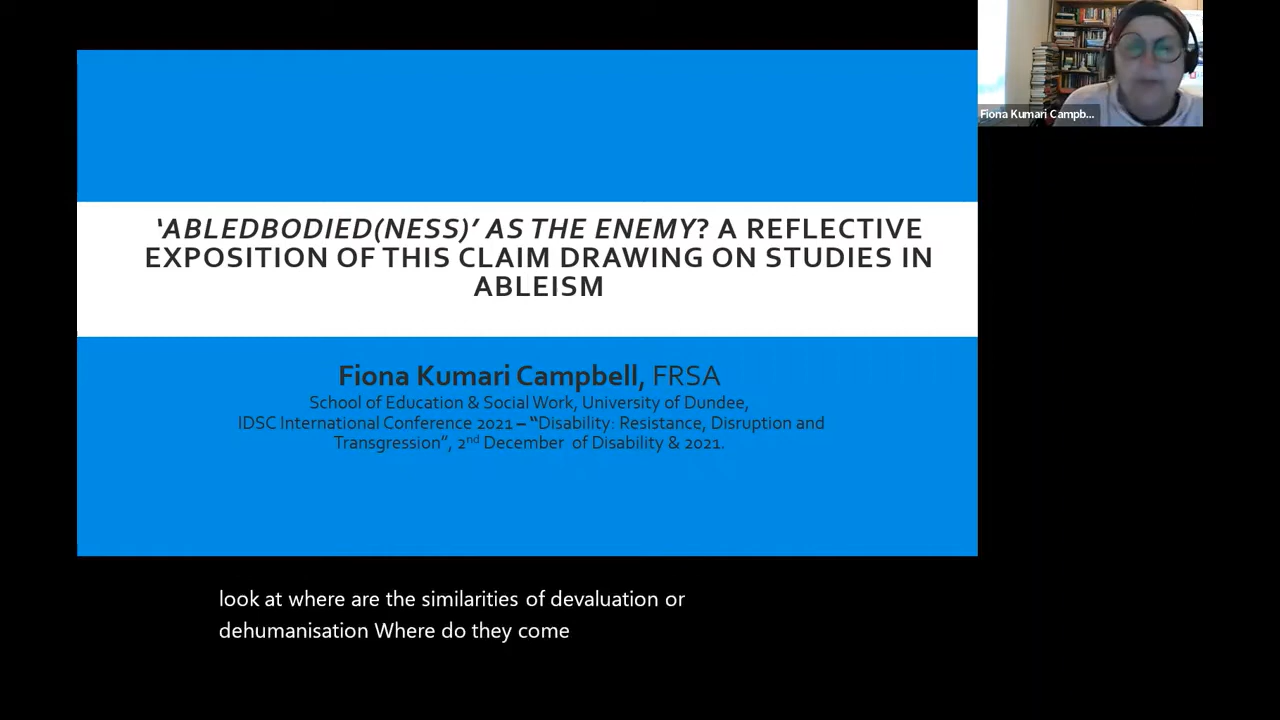 Fiona Kumari Campb...
‘ABLEDBODIED(NESS)’ AS THE ENEMY? A REFLECTIVE
EXPOSITION OF THIS CLAIM DRAWING ON STUDIES IN
ABLEISM
Fiona Kumari Campbell, FRSA
School of Education & Social Work, University of Dundee,
IDSC International Conference 2021 – “Disability: Resistance, Disruption and
Transgression”, 2nd December  of Disability & 2021.
look at where are the similarities of devaluation or
dehumanisation Where do they come